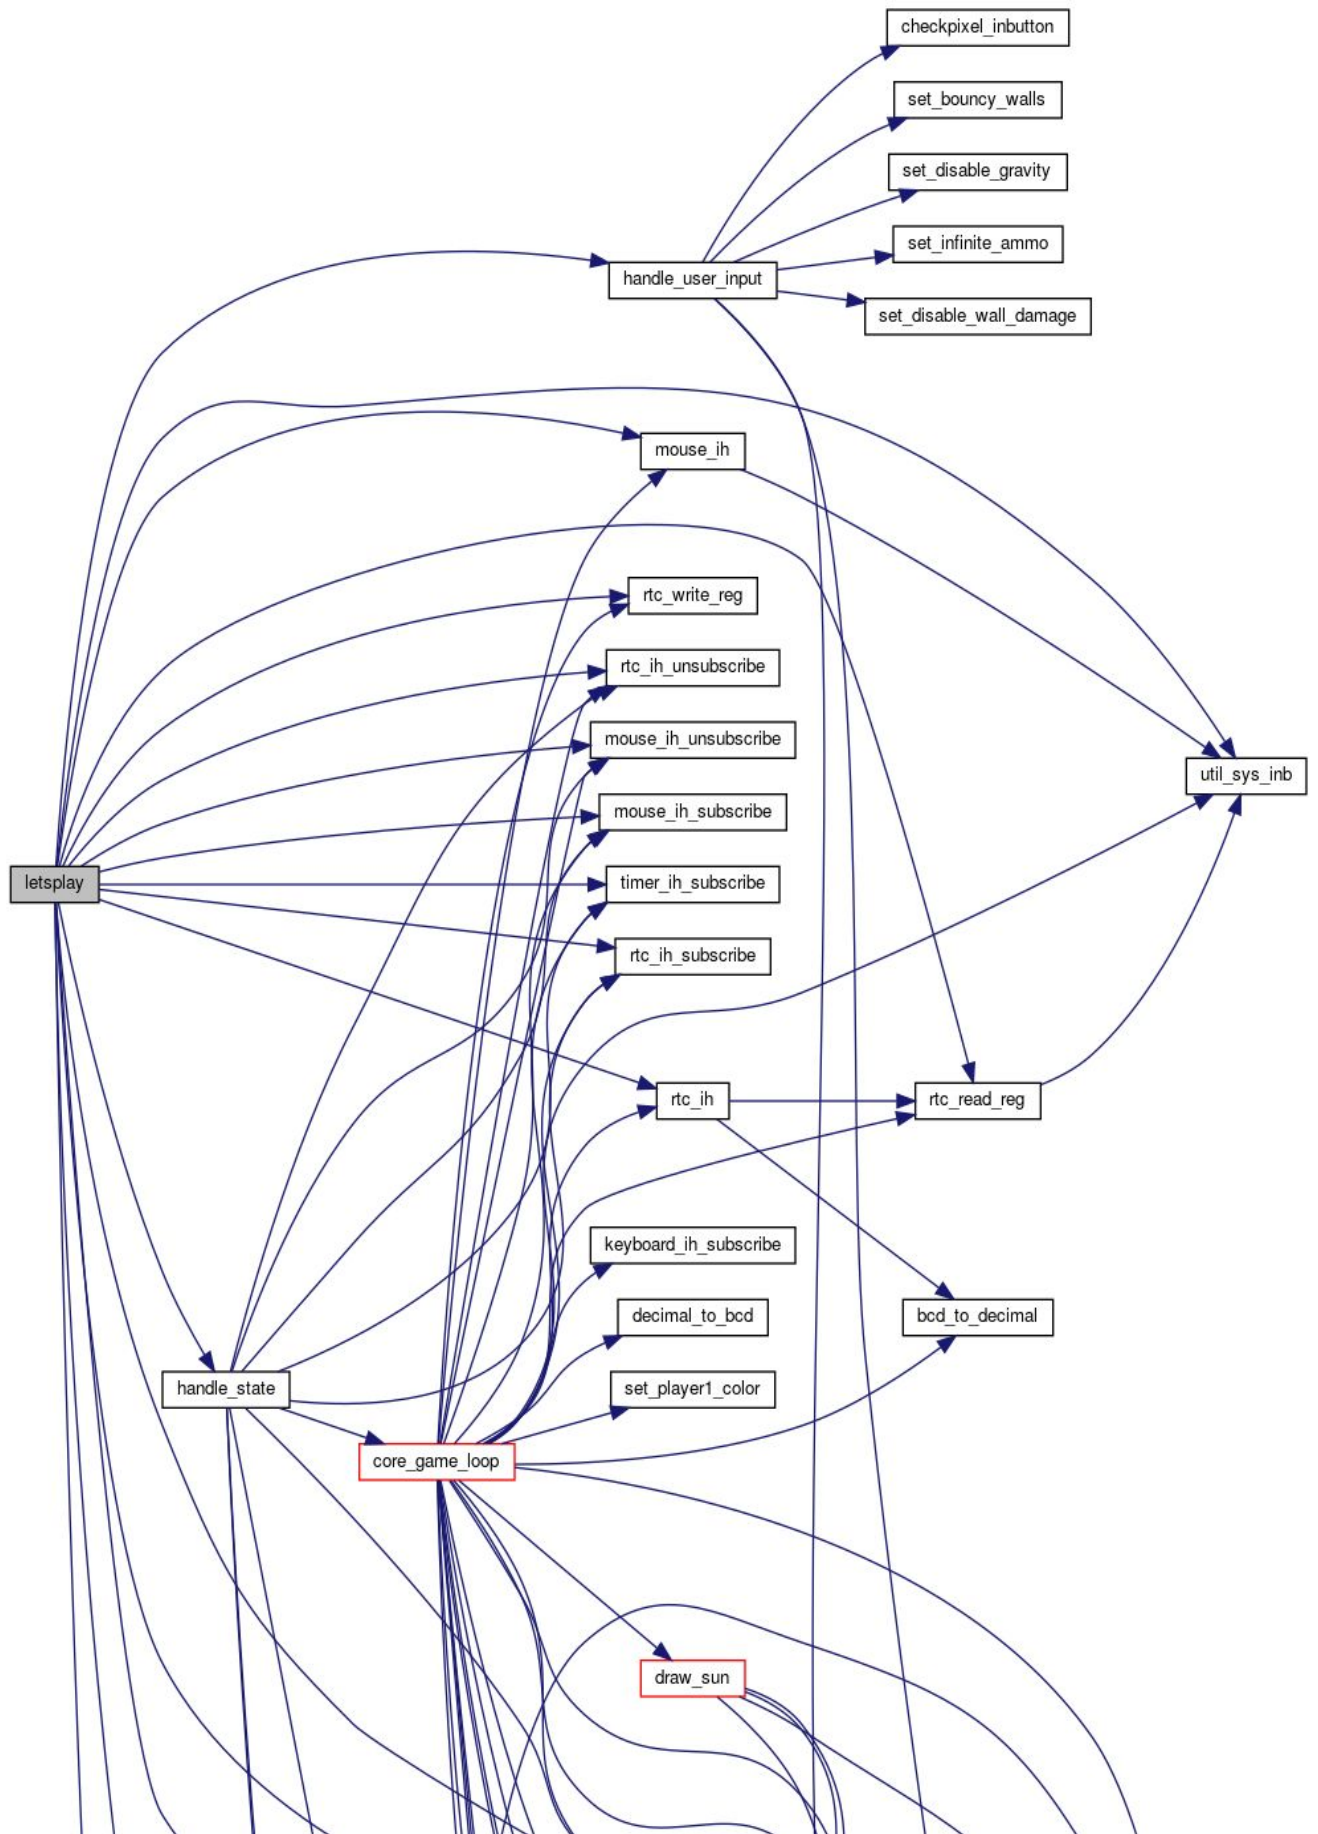 checkpixel_inbutton
set_bouncy_walls
set_disable_gravity
set_infinite_ammo
handle_user_input
set_disable_wall_damage
mouse_ih
rtc_write_reg
rtc_ih_unsubscribe
mouse_ih_unsubscribe
util_sys_inb
mouse_ih_subscribe
letsplay
timer_ih_subscribe
rtc_ih_subscribe
rtc_ih
rtc_read_reg
keyboard_ih_subscribe
decimal_to_bcd
bcd_to_decimal
handle_state
set_player1_color
core_game_loop
draw_sun